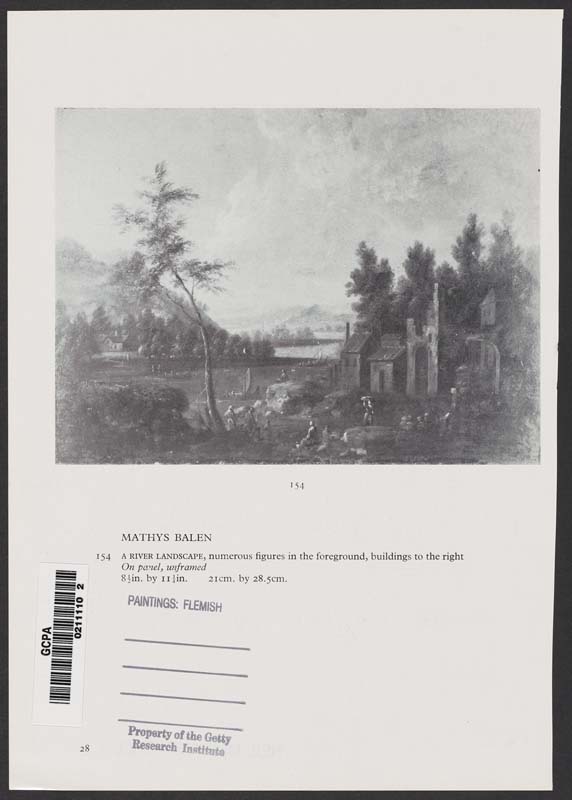 154
MATHYS BALEN
154 A RIVER LANDSCAPE, numerous figures in the foreground, buildings to the right
On panel, unframed
8¼in. by 11¼in. 21cm. by 28.5cm.
PAINTINGS: FLEMISH
GCPA
0211110 2
Property of the Getty
Research Institute
28